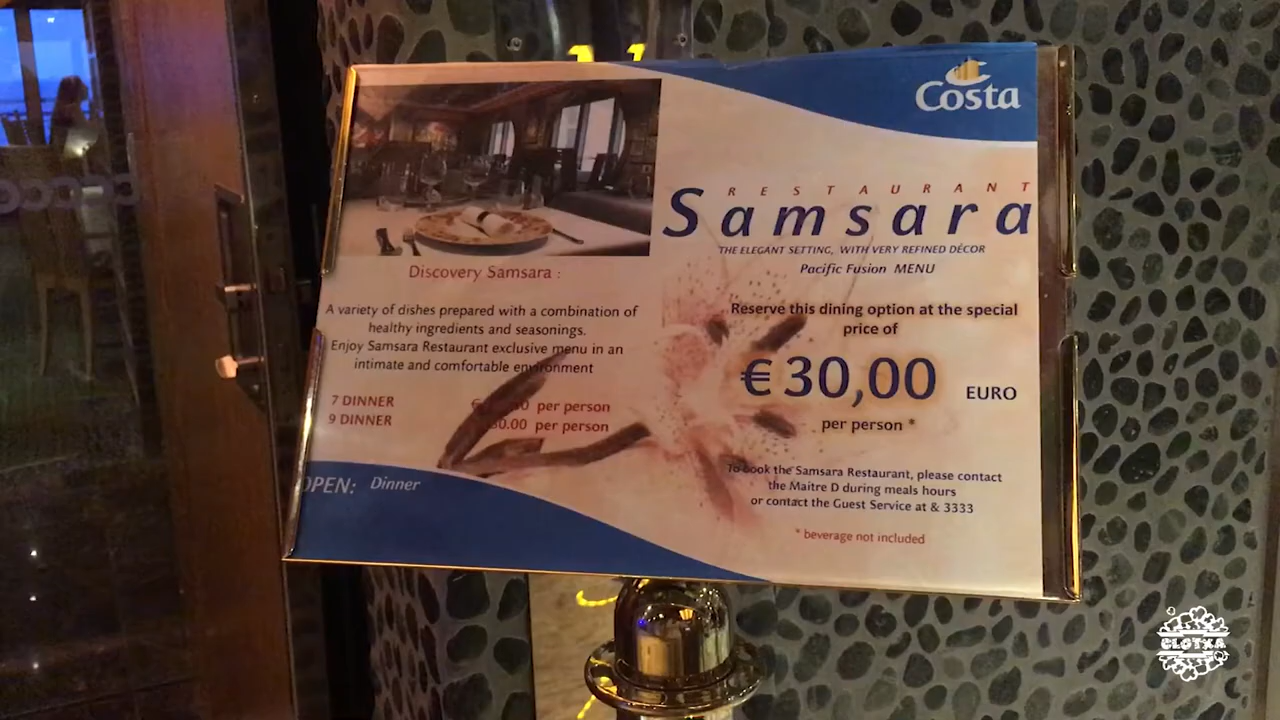 Costa
RESTAURANT
Samsara
THE ELEGANT SETTING, WITH VERY REFINED DÉCOR
Pacific Fusion MENU
Discovery Samsara :
A variety of dishes prepared with a combination of
healthy ingredients and seasonings.
Enjoy Samsara Restaurant exclusive menu in an
intimate and comfortable environment
7 DINNER per person
9 DINNER per person
OPEN: Dinner
Reserve this dining option at the special
price of
€ 30,00 EURO
per person *
To book the Samsara Restaurant, please contact
the Maitre D during meals hours
or contact the Guest Service at & 3333
* beverage not included
CLOTXA